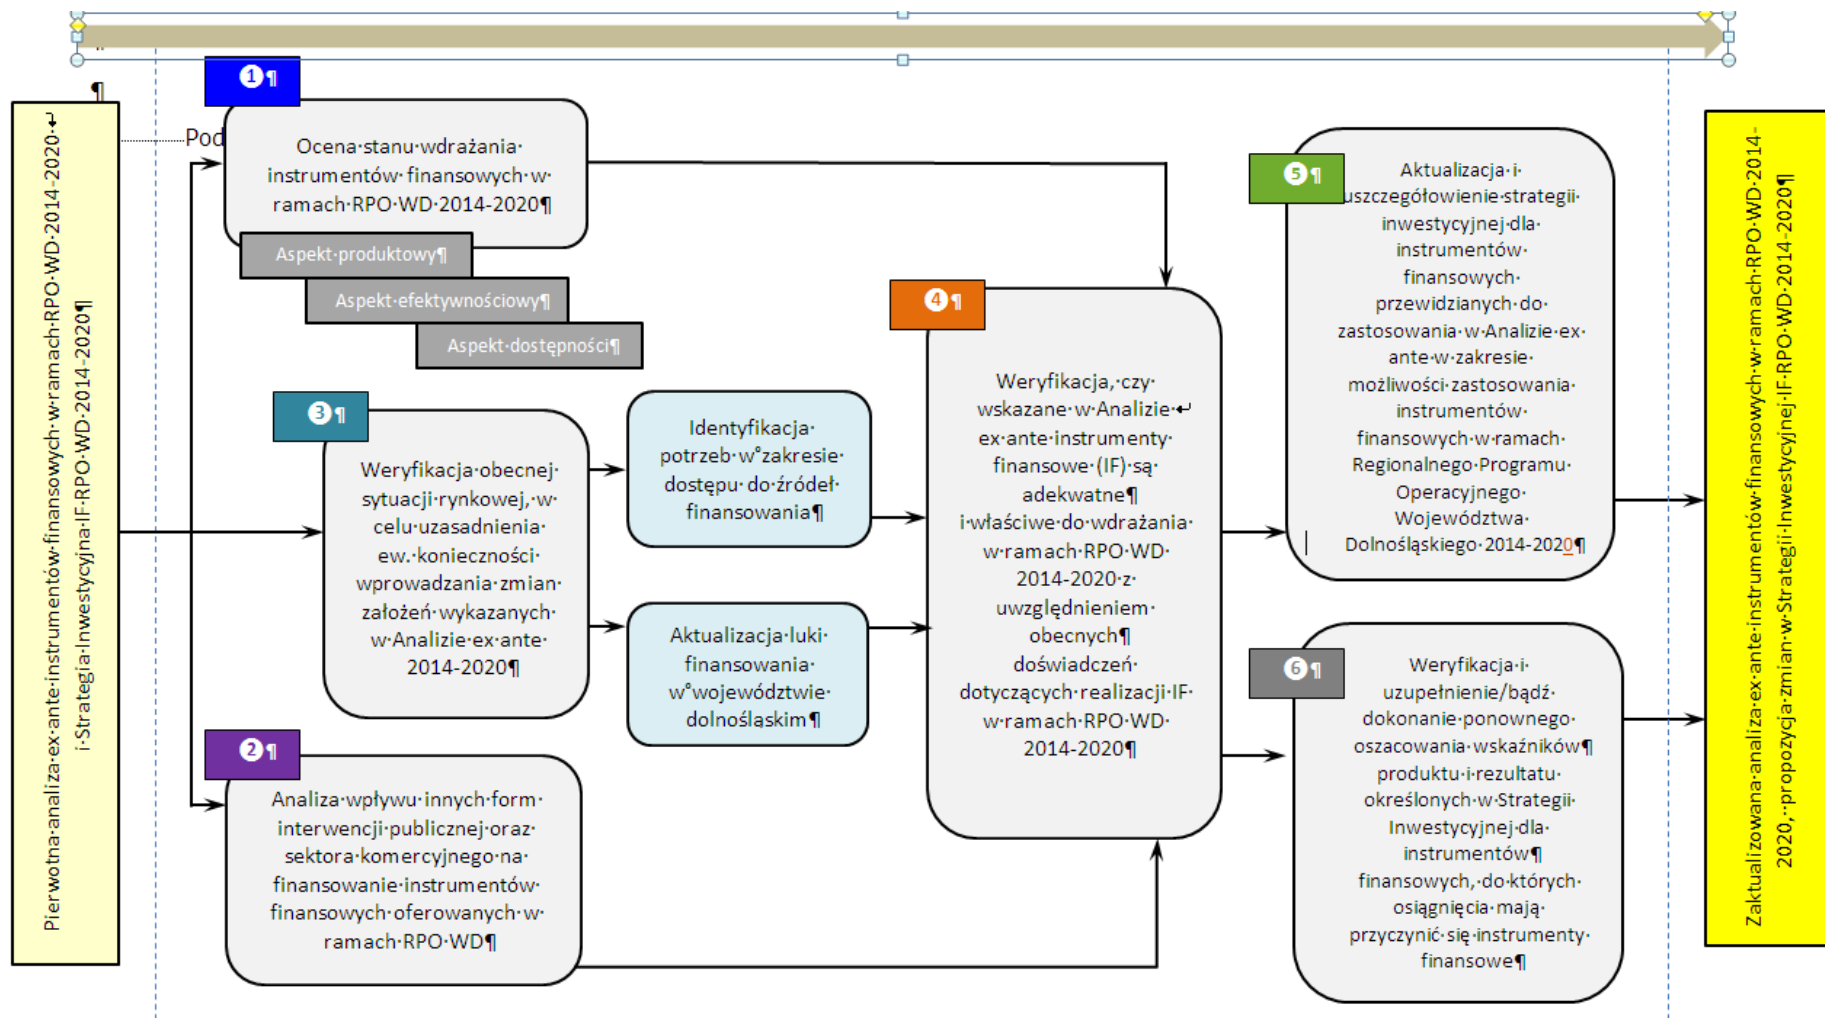 Pierwotna analiza ex ante instrumentów finansowych w ramach RPO WD 2014-2020
i Strategia Inwestycyjna IF RPO WD 2014-2020¶
¶
Pod
1¶
Ocena stanu wdrażania
instrumentów finansowych w
ramach RPO WD 2014-2020¶
Aspekt produktowy¶
Aspekt efektywnościowy¶
Aspekt dostępności¶
3¶
Weryfikacja obecnej
sytuacji rynkowej, w
celu uzasadnienia
ew. konieczności
wprowadzania zmian
założeń wykazanych
w Analizie ex ante
2014-2020¶
2¶
Analiza wpływu innych form
interwencji publicznej oraz
sektora komercyjnego na
finansowanie instrumentów
finansowych oferowanych w
ramach RPO WD¶
Identyfikacja
potrzeb w°zakresie
dostępu do źródeł
finansowania¶
Aktualizacja luki
finansowania
w°województwie
dolnośląskim¶
4¶
Weryfikacja, czy
wskazane w Analizie
ex ante instrumenty
finansowe (IF) są
adekwatne¶
i właściwe do wdrażania
w ramach RPO WD
2014-2020 z
uwzględnieniem
obecnych¶
doświadczeń
dotyczących realizacji IF
w ramach RPO WD
2014-2020¶
5¶
Aktualizacja i
uszczegółowienie strategii
inwestycyjnej dla
instrumentów
finansowych
przewidzianych do
zastosowania w Analizie ex
ante w zakresie
możliwości zastosowania
instrumentów
finansowych w ramach
Regionalnego Programu
Operacyjnego
Województwa
Dolnośląskiego 2014-2020¶
6¶
Weryfikacja i
uzupełnienie/bądź
dokonanie ponownego
oszacowania wskaźników¶
produktu i rezultatu
określonych w Strategii
Inwestycyjnej dla
instrumentów¶
finansowych, do których
osiągnięcia mają
przyczynić się instrumenty
finansowe¶
Zaktualizowana analiza ex ante instrumentów finansowych w ramach RPO WD 2014-
2020, propozycja zmian w Strategii Inwestycyjnej IF RPO WD 2014-2020¶